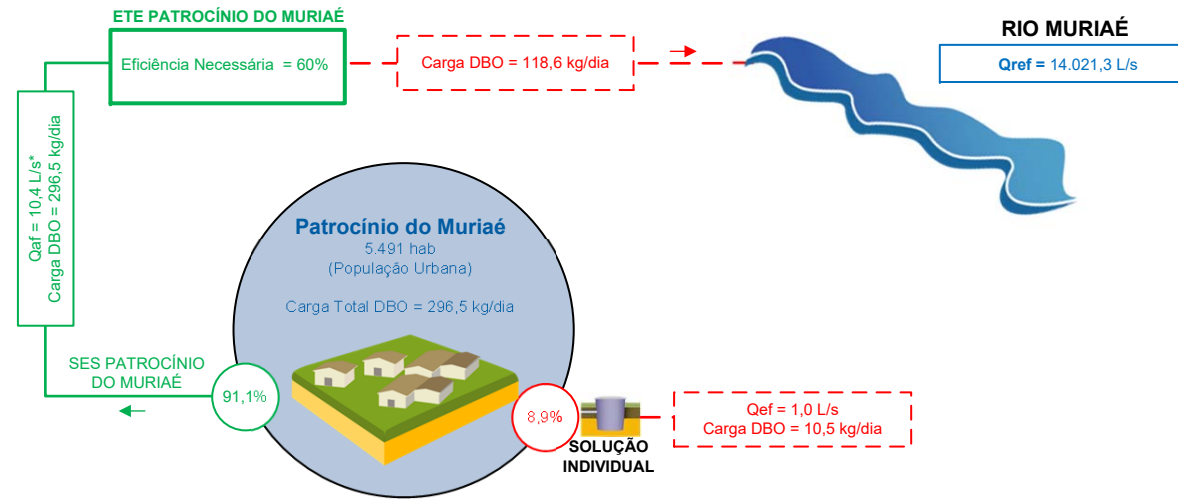 ETE PATROCÍNIO DO MURIAÉ
Eficiência Necessária = 60%
Carga DBO = 118,6 kg/dia
RIO MURIAÉ
Qref = 14.021,3 L/s
Qaf = 10,4 L/s*
Carga DBO = 296,5 kg/dia
Patrocínio do Muriaé
5.491 hab
(População Urbana)
Carga Total DBO = 296,5 kg/dia
SES PATROCÍNIO
DO MURIAÉ
91,1%
8,9%
SOLUÇÃO
INDIVIDUAL
Qef = 1,0 L/s
Carga DBO = 10,5 kg/dia